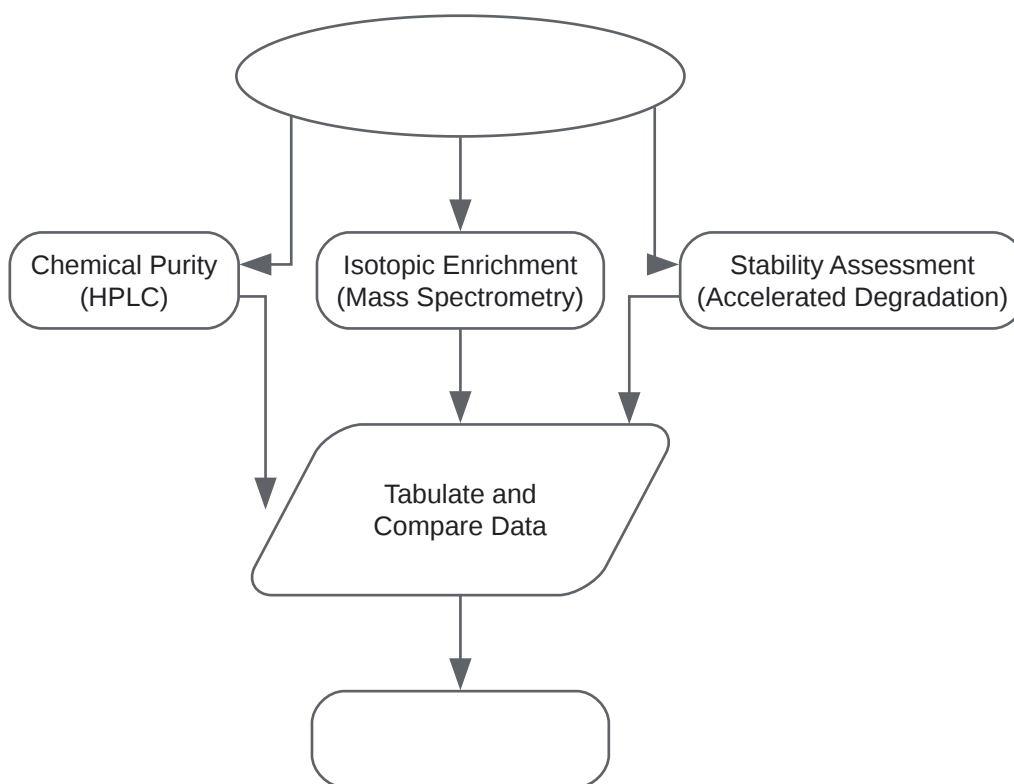 Chemical Purity
(HPLC)
Isotopic Enrichment
(Mass Spectrometry)
Stability Assessment
(Accelerated Degradation)
Tabulate and
Compare Data